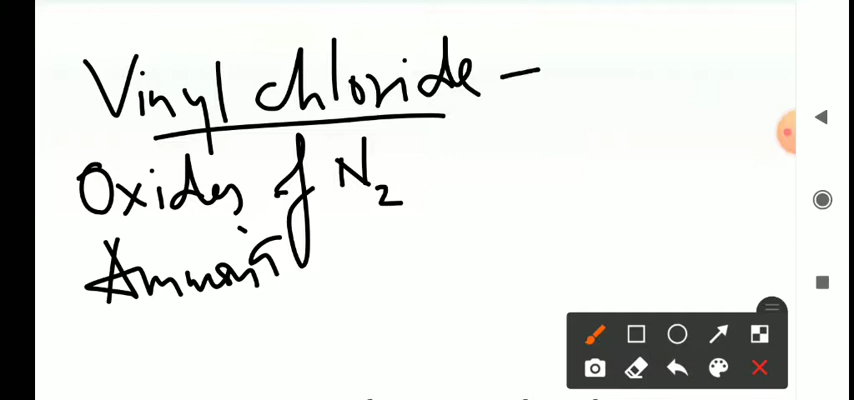 Vinyl chloride –
Oxides of N2